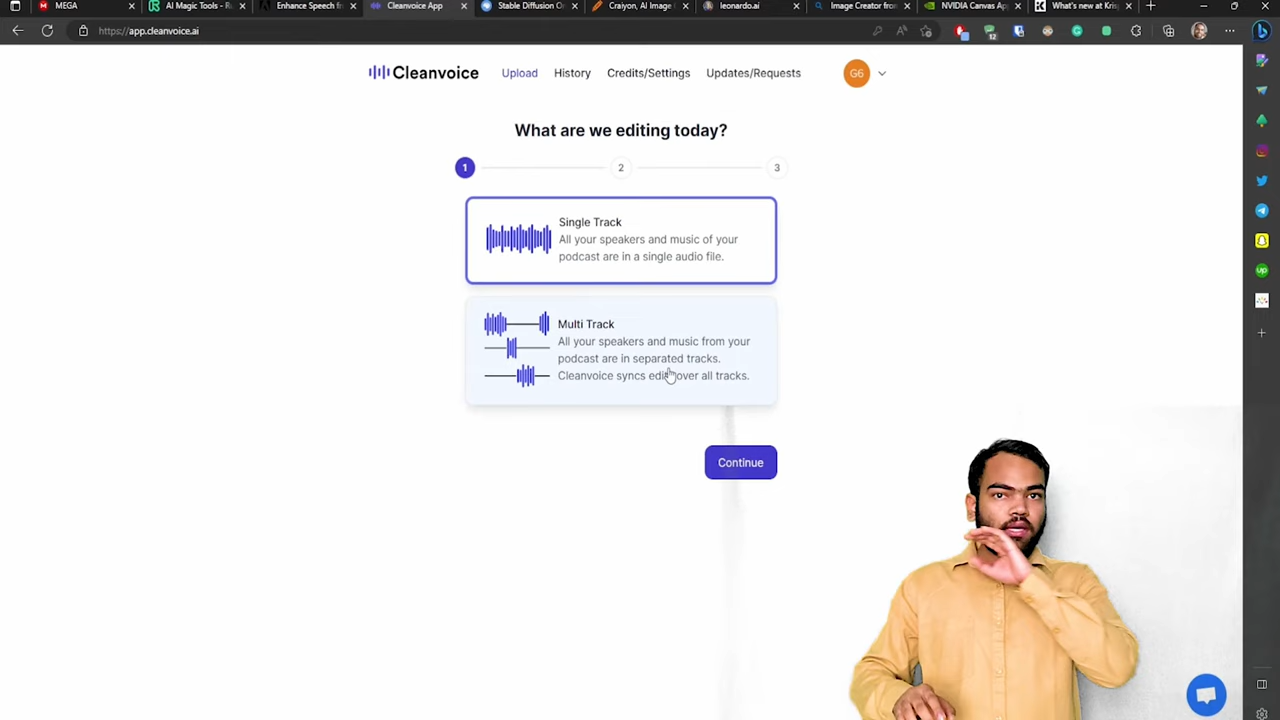 MEGA
AI Magic Tools - Ru
Enhance Speech fr
Cleanvoice App
Stable Diffusion On
Craiyon, AI Image
leonardo.ai
Image Creator from
NVIDIA Canvas App
What's new at Kris
https://app.cleanvoice.ai
Cleanvoice
Upload
History
Credits/Settings
Updates/Requests
G6
What are we editing today?
1
2
3
Single Track
All your speakers and music of your
podcast are in a single audio file.
Multi Track
All your speakers and music from your
podcast are in separated tracks.
Cleanvoice syncs edit over all tracks.
Continue